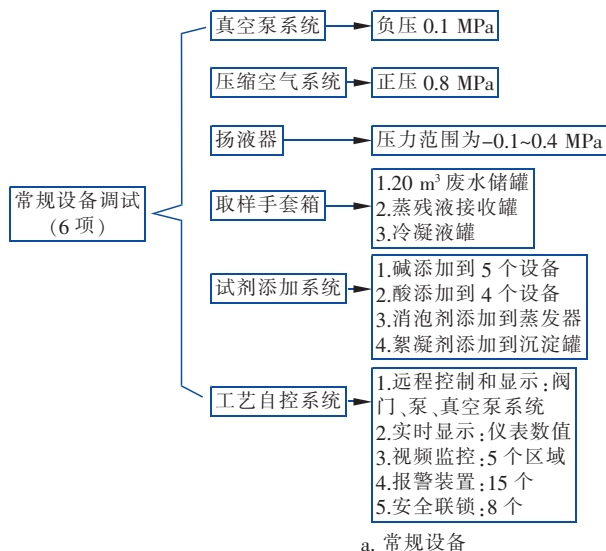 真空泵系统
负压 0.1 MPa
压缩空气系统
正压 0.8 MPa
扬液器
压力范围为-0.1~0.4 MPa
常规设备调试
(6 项)
取样手套箱
1.20 m³ 废水储罐
2.蒸残液接收罐
3.冷凝液罐
试剂添加系统
1.碱添加到 5 个设备
2.酸添加到 4 个设备
3.消泡剂添加到蒸发器
4.絮凝剂添加到沉淀罐
工艺自控系统
1.远程控制和显示:阀
门、泵、真空泵系统
2.实时显示:仪表数值
3.视频监控:5 个区域
4.报警装置:15 个
5.安全联锁:8 个
a. 常规设备